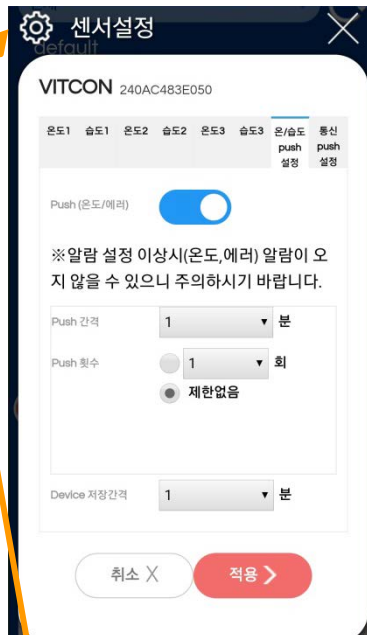 센서설정
default
VITCON 240AC483E050
온도1 습도1 온도2 습도2 온도3 습도3 온/습도 push 설정 통신 push 설정
Push (온도/에러)
※알람 설정 이상시(온도,에러) 알람이 오
지 않을 수 있으니 주의하시기 바랍니다.
Push 간격 1 분
Push 횟수 1 회
제한없음
Device 저장간격 1 분
취소 X 적용 >